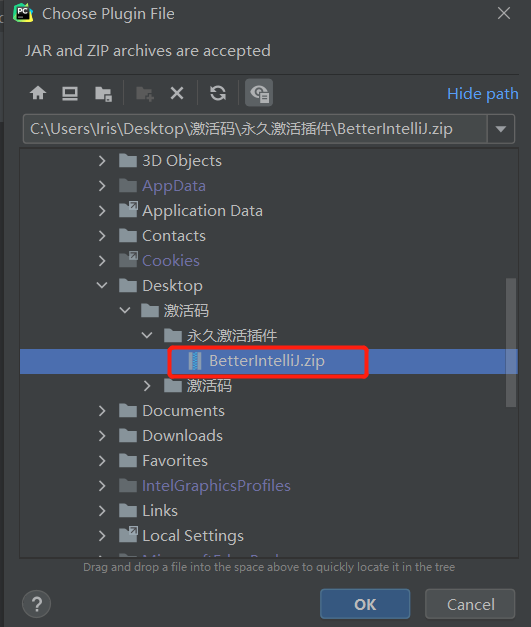 PC
Choose Plugin File
JAR and ZIP archives are accepted
Hide path
C:\Users\Iris\Desktop\激活码\永久激活插件\BetterIntelliJ.zip
3D Objects
AppData
Application Data
Contacts
Cookies
Desktop
激活码
永久激活插件
BetterIntelliJ.zip
激活码
Documents
Downloads
Favorites
IntelGraphicsProfiles
Links
Local Settings
Drag and drop a file into the space above to quickly locate it in the tree
?
OK
Cancel